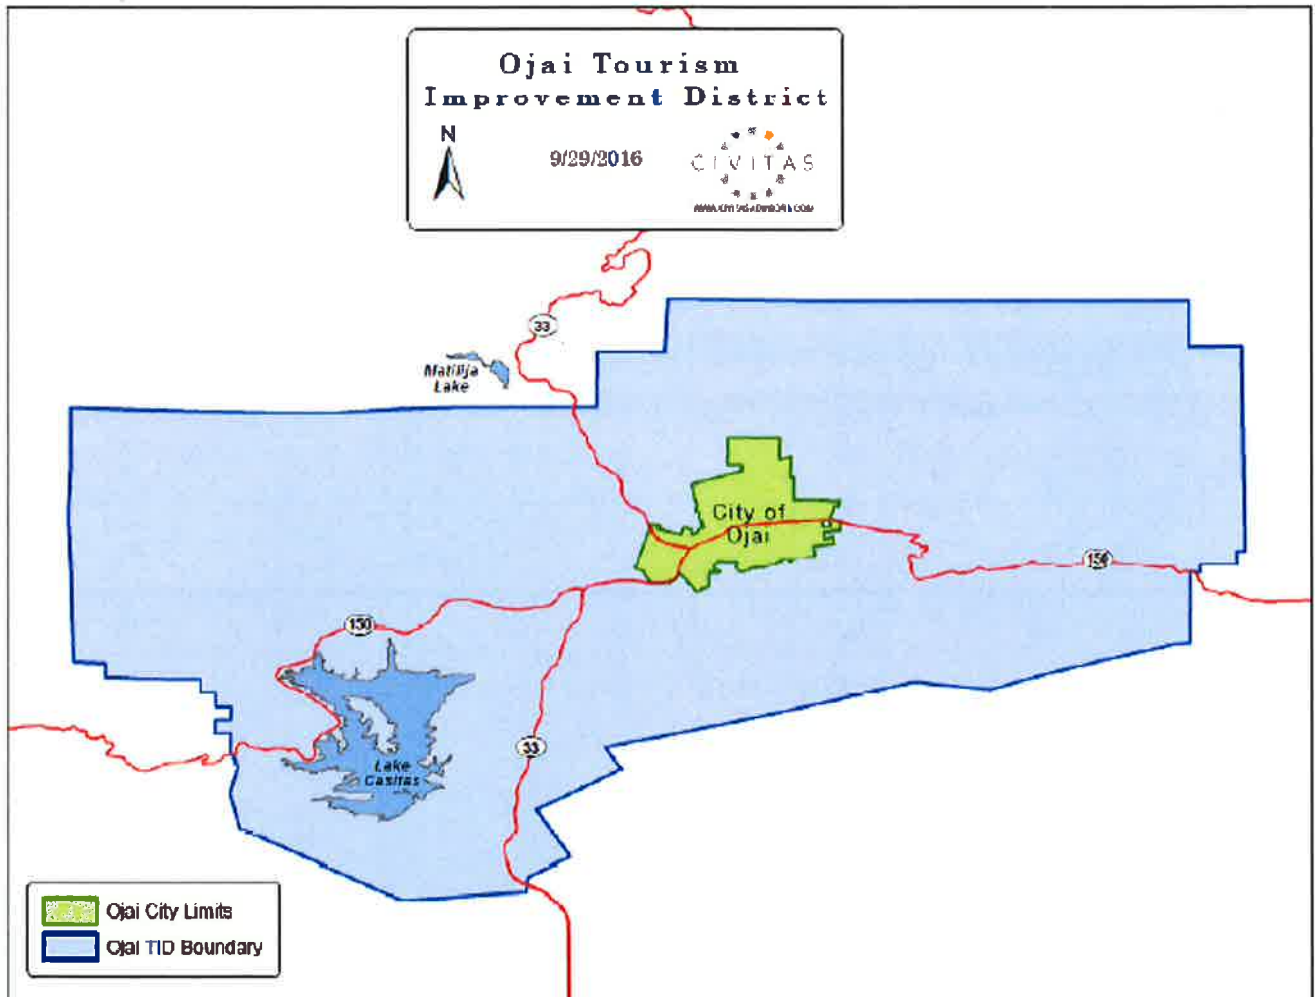 Ojai Tourism
Improvement District
N
9/29/2016
CIVITAS
33
Matilija
Lake
City of
Ojai
150
150
33
Lake
Casitas
Ojai City Limits
Ojai TID Boundary